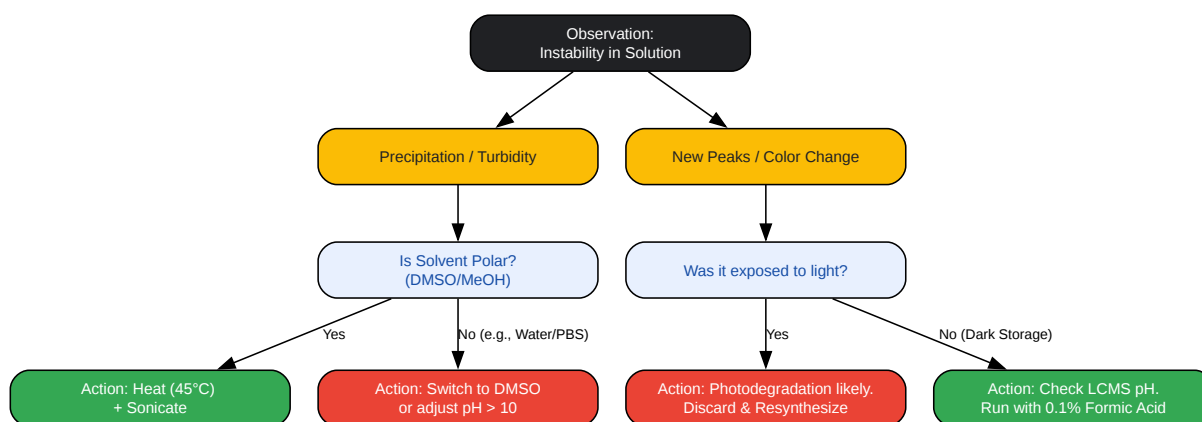 Observation:
Instability in Solution
Precipitation / Turbidity
New Peaks / Color Change
Is Solvent Polar?
(DMSO/MeOH)
Was it exposed to light?
Yes
No (e.g., Water/PBS)
Yes
No (Dark Storage)
Action: Heat (45°C)
+ Sonicate
Action: Switch to DMSO
or adjust pH > 10
Action: Photodegradation likely.
Discard & Resynthesize
Action: Check LCMS pH.
Run with 0.1% Formic Acid